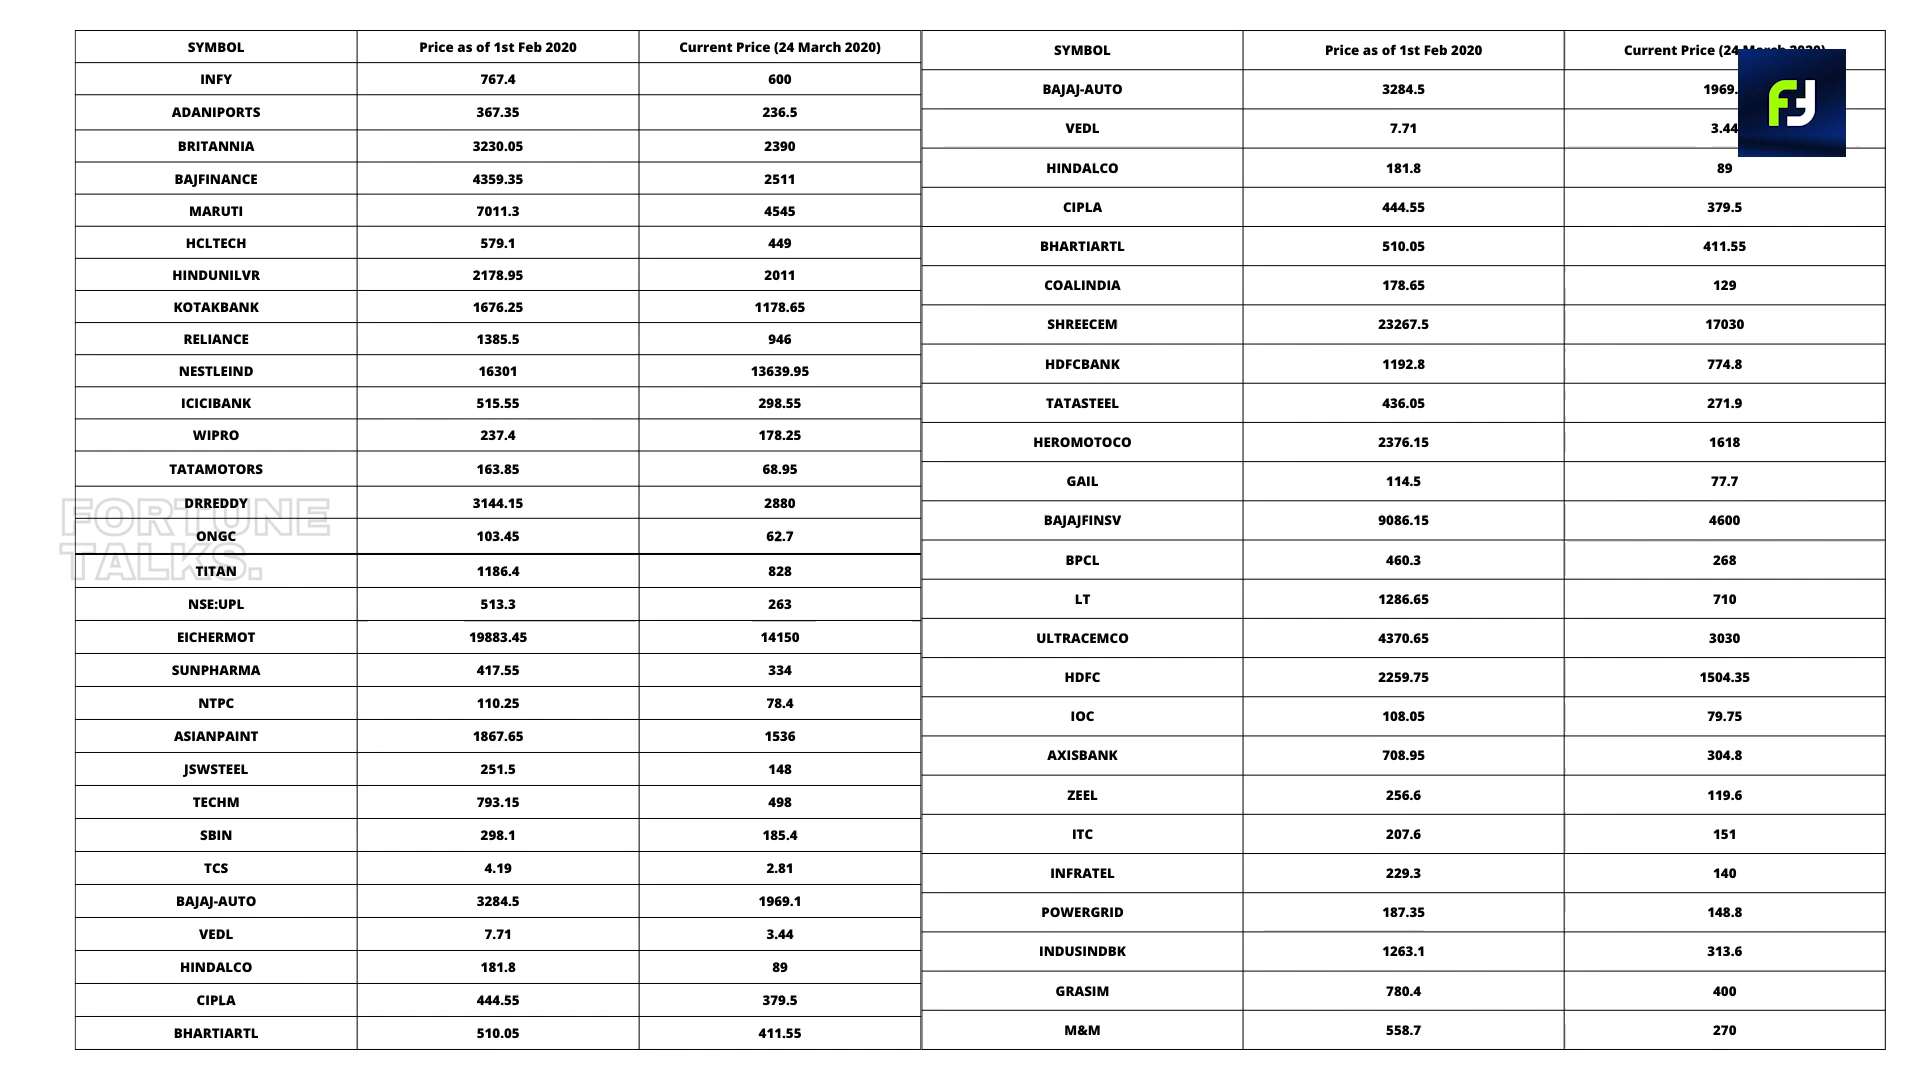 SYMBOL Price as of 1st Feb 2020 Current Price (24 March 2020)
INFY 767.4 600
ADANIPORTS 367.35 236.5
BRITANNIA 3230.05 2390
BAJFINANCE 4359.35 2511
MARUTI 7011.3 4545
HCLTECH 579.1 449
HINDUNILVR 2178.95 2011
KOTAKBANK 1676.25 1178.65
RELIANCE 1385.5 946
NESTLEIND 16301 13639.95
ICICIBANK 515.55 298.55
WIPRO 237.4 178.25
TATAMOTORS 163.85 68.95
DRREDDY 3144.15 2880
ONGC 103.45 62.7
TITAN 1186.4 828
NSE:UPL 513.3 263
EICHERMOT 19883.45 14150
SUNPHARMA 417.55 334
NTPC 110.25 78.4
ASIANPAINT 1867.65 1536
JSWSTEEL 251.5 148
TECHM 793.15 498
SBIN 298.1 185.4
TCS 4.19 2.81
BAJAJ-AUTO 3284.5 1969.1
VEDL 7.71 3.44
HINDALCO 181.8 89
CIPLA 444.55 379.5
BHARTIARTL 510.05 411.55
SYMBOL Price as of 1st Feb 2020 Current Price (24 March 2020)
BAJAJ-AUTO 3284.5 1969.
VEDL 7.71 3.44
HINDALCO 181.8 89
CIPLA 444.55 379.5
BHARTIARTL 510.05 411.55
COALINDIA 178.65 129
SHREECEM 23267.5 17030
HDFCBANK 1192.8 774.8
TATASTEEL 436.05 271.9
HEROMOTOCO 2376.15 1618
GAIL 114.5 77.7
BAJAJFINSV 9086.15 4600
BPCL 460.3 268
LT 1286.65 710
ULTRACEMCO 4370.65 3030
HDFC 2259.75 1504.35
IOC 108.05 79.75
AXISBANK 708.95 304.8
ZEEL 256.6 119.6
ITC 207.6 151
INFRATEL 229.3 140
POWERGRID 187.35 148.8
INDUSINDBK 1263.1 313.6
GRASIM 780.4 400
M&M 558.7 270
FORTUNE
TALKS.